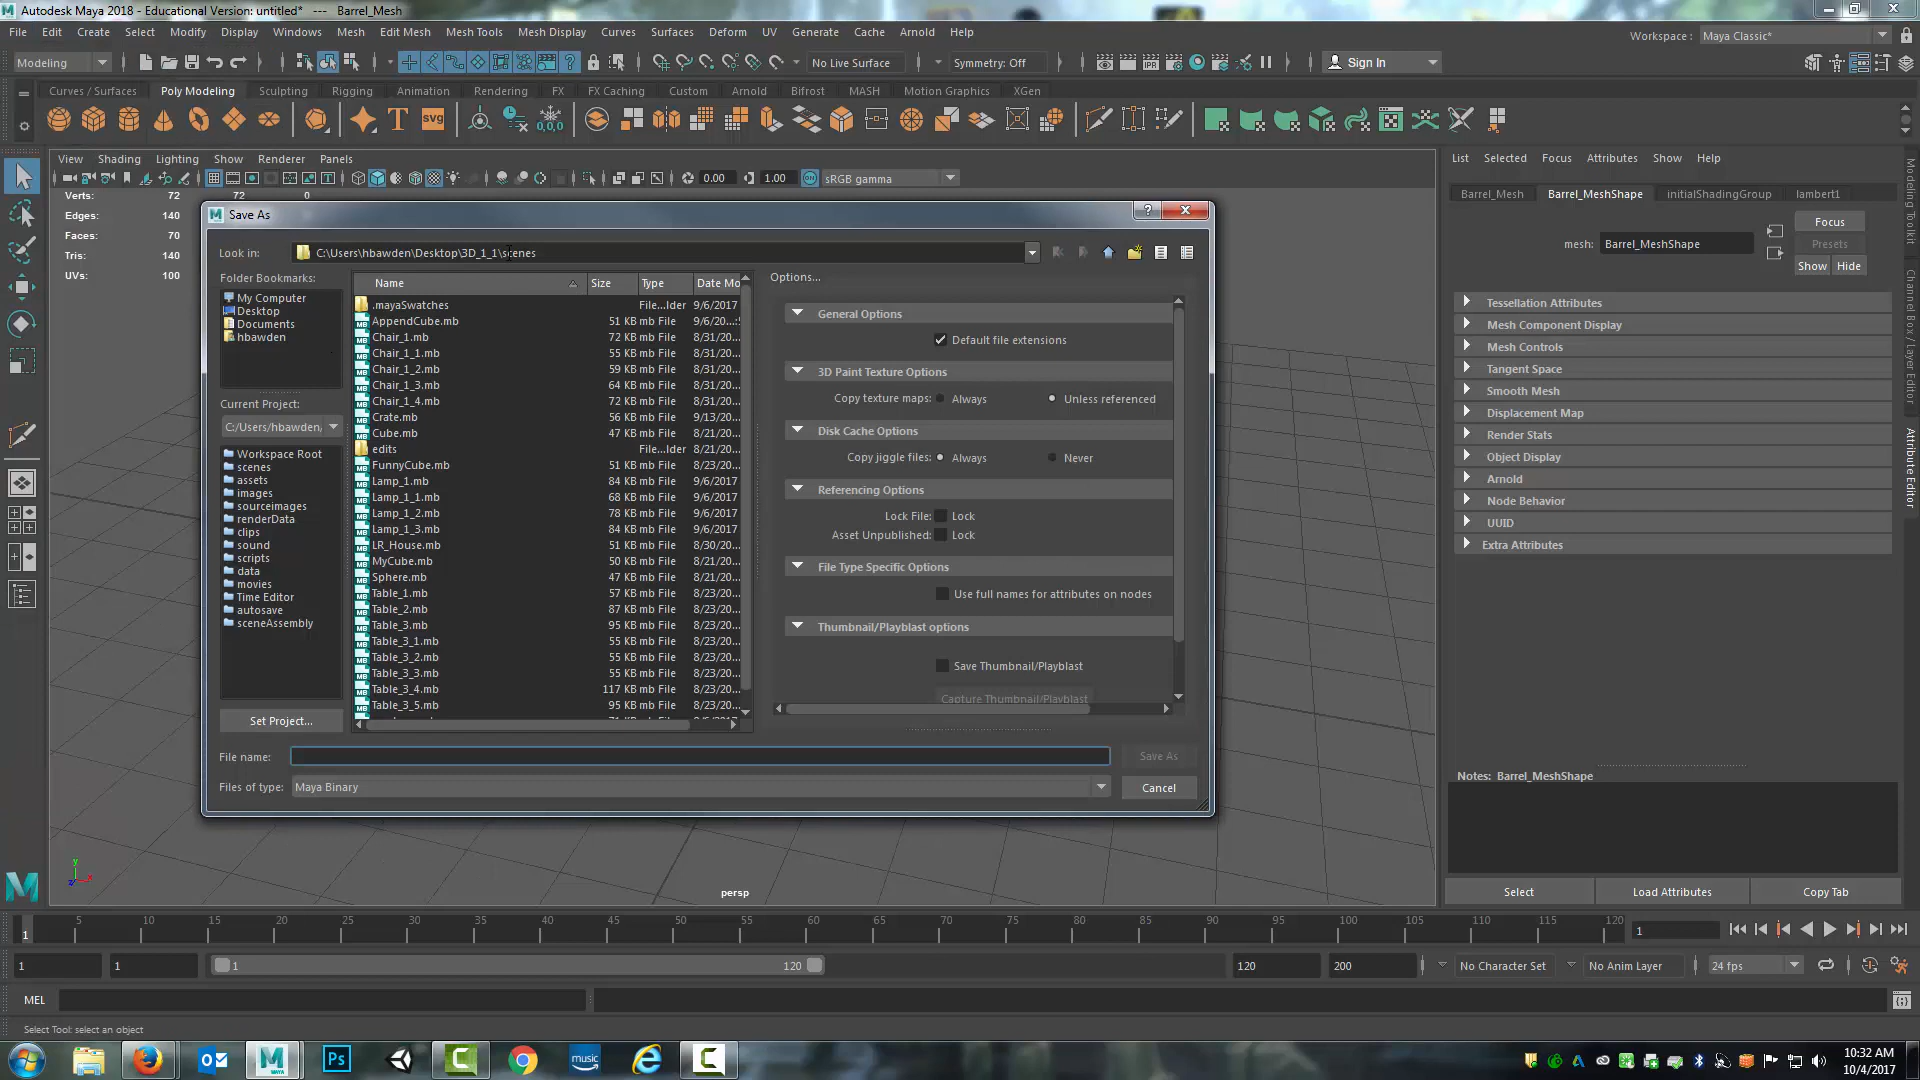 Autodesk Maya 2018 - Educational Version: untitled*   ---   Barrel_Mesh
File Edit Create Select Modify Display Windows Mesh Edit Mesh Mesh Tools Mesh Display Curves Surfaces Deform UV Generate Cache Arnold Help
Workspace : Maya Classic*
Modeling No Live Surface Symmetry: Off Sign In
Curves / Surfaces Poly Modeling Sculpting Rigging Animation Rendering FX FX Caching Custom Arnold Bifrost MASH Motion Graphics XGen
View Shading Lighting Show Renderer Panels
0.00 1.00 sRGB gamma
Verts: 72 72 0
Edges: 140
Faces: 70
Tris: 140
UVs: 100
Save As
Look in: C:\Users\hbawden\Desktop\3D_1_1\scenes
Folder Bookmarks:
My Computer
Desktop
Documents
hbawden
Current Project:
C:/Users/hbawden/
Workspace Root
scenes
assets
images
sourceimages
renderData
clips
sound
scripts
data
movies
Time Editor
autosave
sceneAssembly
Set Project...
Name Size Type Date Mo
.mayaSwatches File...lder 9/6/2017
AppendCube.mb 51 KB mb File 9/6/20...:
Chair_1.mb 72 KB mb File 8/31/20...
Chair_1_1.mb 55 KB mb File 8/31/20...
Chair_1_2.mb 59 KB mb File 8/31/20...
Chair_1_3.mb 64 KB mb File 8/31/20...
Chair_1_4.mb 72 KB mb File 8/31/20...
Crate.mb 56 KB mb File 9/13/20...
Cube.mb 47 KB mb File 8/21/20...
edits File...lder 8/21/20...
FunnyCube.mb 51 KB mb File 8/23/20...
Lamp_1.mb 84 KB mb File 9/6/2017
Lamp_1_1.mb 68 KB mb File 9/6/2017
Lamp_1_2.mb 78 KB mb File 9/6/2017
Lamp_1_3.mb 84 KB mb File 9/6/2017
LR_House.mb 51 KB mb File 8/30/20...
MyCube.mb 50 KB mb File 8/21/20...
Sphere.mb 47 KB mb File 8/21/20...
Table_1.mb 57 KB mb File 8/23/20...
Table_2.mb 87 KB mb File 8/23/20...
Table_3.mb 95 KB mb File 8/23/20...
Table_3_1.mb 55 KB mb File 8/23/20...
Table_3_2.mb 55 KB mb File 8/23/20...
Table_3_3.mb 55 KB mb File 8/23/20...
Table_3_4.mb 117 KB mb File 8/23/20...
Table_3_5.mb 95 KB mb File 8/23/20...
Options...
General Options
Default file extensions
3D Paint Texture Options
Copy texture maps: Always Unless referenced
Disk Cache Options
Copy jiggle files: Always Never
Referencing Options
Lock File: Lock
Asset Unpublished: Lock
File Type Specific Options
Use full names for attributes on nodes
Thumbnail/Playblast options
Save Thumbnail/Playblast
Capture Thumbnail/Playblast
File name: Save As
Files of type: Maya Binary Cancel
persp
List Selected Focus Attributes Show Help
Barrel_Mesh Barrel_MeshShape initialShadingGroup lambert1
mesh: Barrel_MeshShape
Focus
Presets
Show Hide
Tessellation Attributes
Mesh Component Display
Mesh Controls
Tangent Space
Smooth Mesh
Displacement Map
Render Stats
Object Display
Arnold
Node Behavior
UUID
Extra Attributes
Notes: Barrel_MeshShape
Select Load Attributes Copy Tab
Modeling Toolkit
Channel Box / Layer Editor
Attribute Editor
1 5 10 15 20 25 30 35 40 45 50 55 60 65 70 75 80 85 90 95 100 105 110 115 120 1
1 1 1 120 120 200 No Character Set No Anim Layer 24 fps
MEL
Select Tool: select an object
10:32 AM
10/4/2017